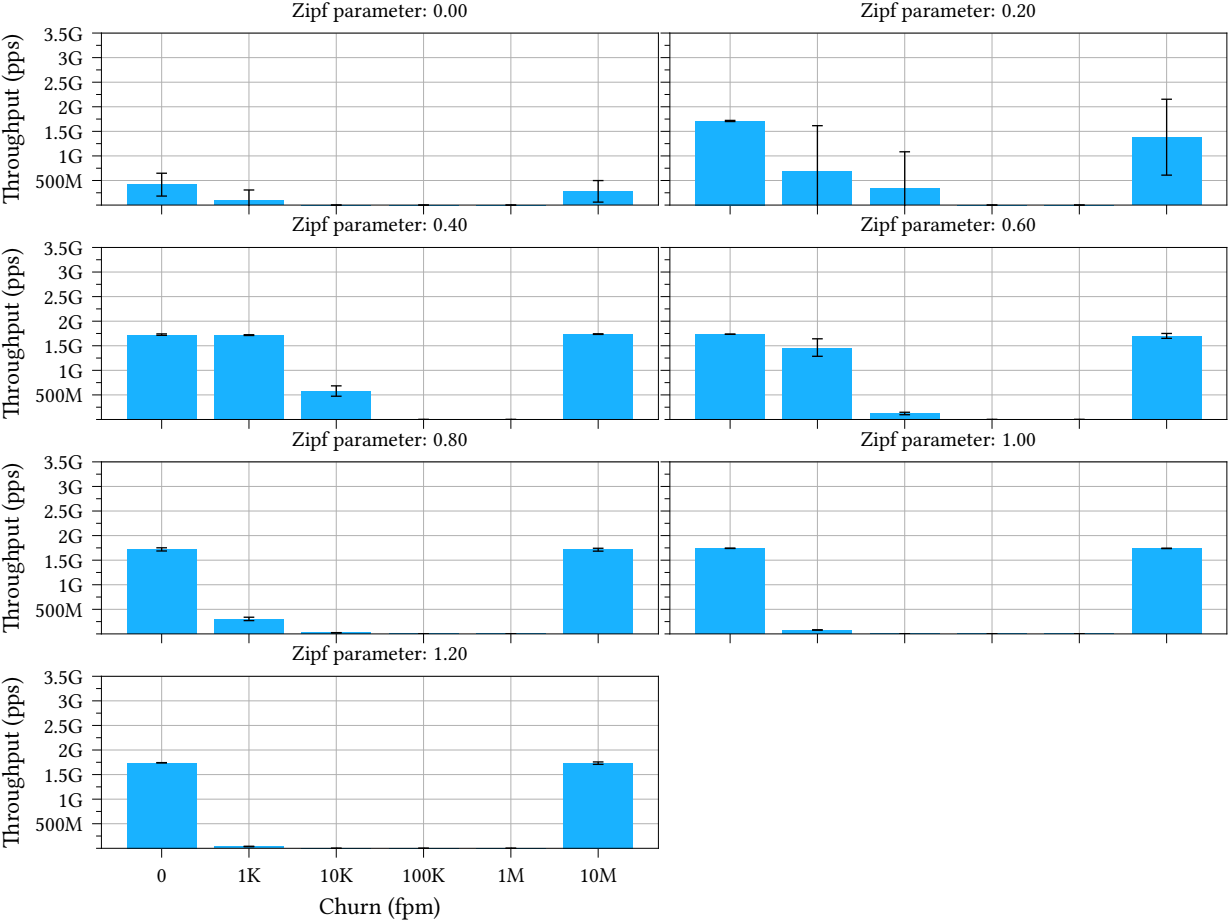 Zipf parameter: 0.00
Zipf parameter: 0.20
Throughput (pps)
3.5G
3G
2.5G
2G
1.5G
1G
500M
Zipf parameter: 0.40
Zipf parameter: 0.60
Throughput (pps)
3.5G
3G
2.5G
2G
1.5G
1G
500M
Zipf parameter: 0.80
Zipf parameter: 1.00
Throughput (pps)
3.5G
3G
2.5G
2G
1.5G
1G
500M
Zipf parameter: 1.20
Throughput (pps)
3.5G
3G
2.5G
2G
1.5G
1G
500M
0 1K 10K 100K 1M 10M
Churn (fpm)